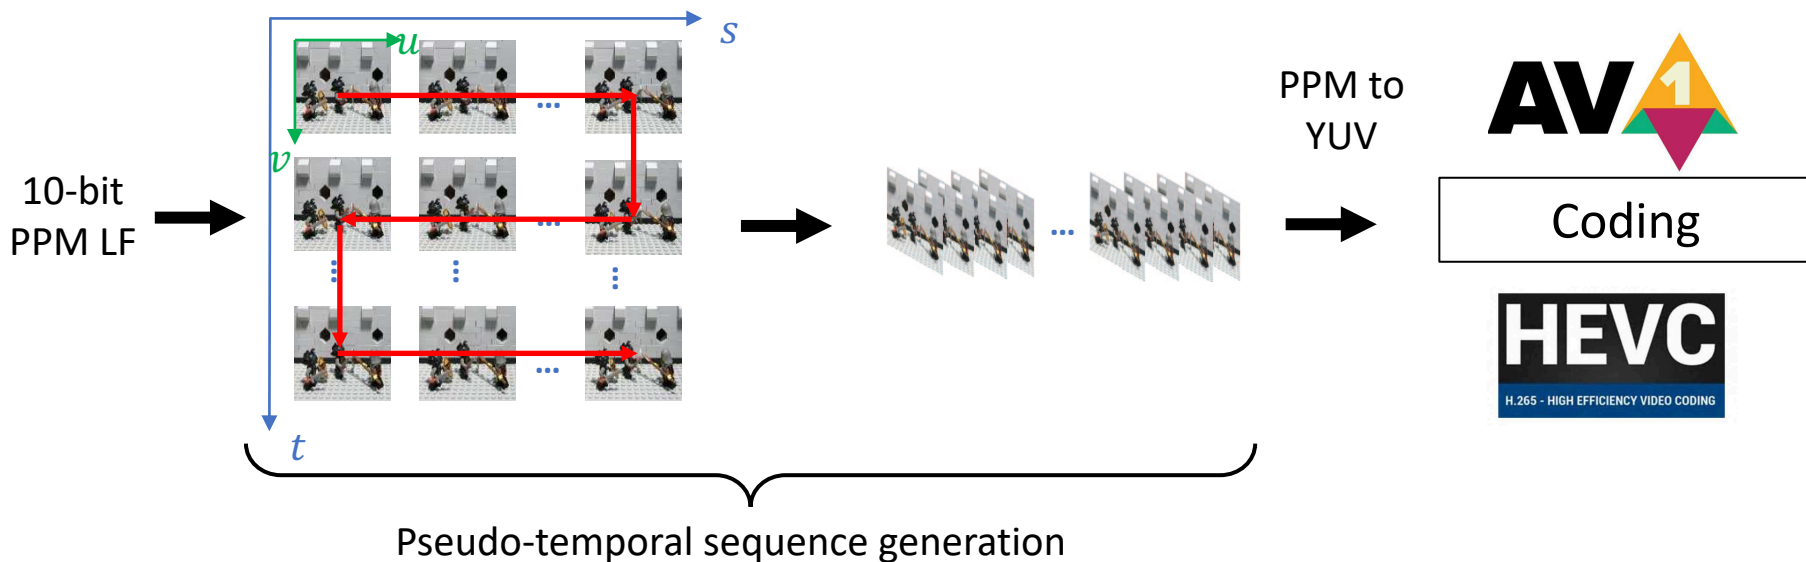 10-bit
PPM LF
s
u
v
t
...
...
...
...
PPM to
YUV
AV1
Coding
HEVC
H.265 - HIGH EFFICIENCY VIDEO CODING
Pseudo-temporal sequence generation